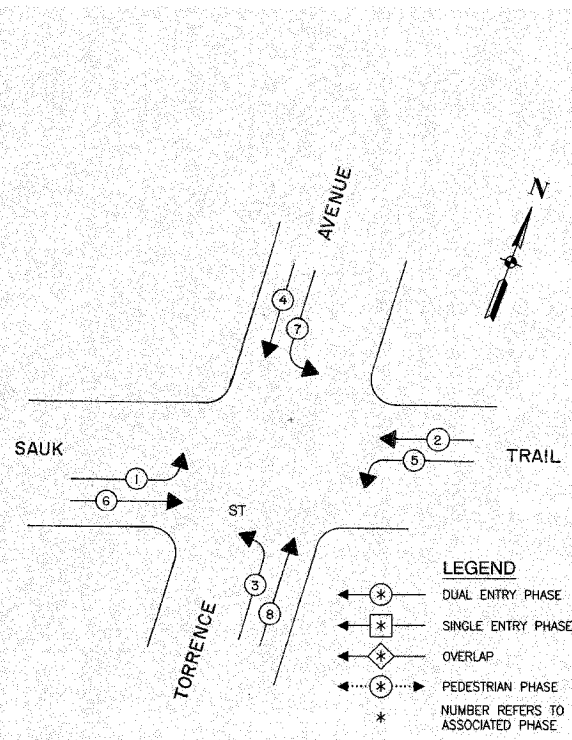 AVENUE
N
4
7
SAUK
2
5
TRAIL
1
6
ST
3
8
TORRENCE
LEGEND
* DUAL ENTRY PHASE
* SINGLE ENTRY PHASE
* OVERLAP
* PEDESTRIAN PHASE
* NUMBER REFERS TO
ASSOCIATED PHASE